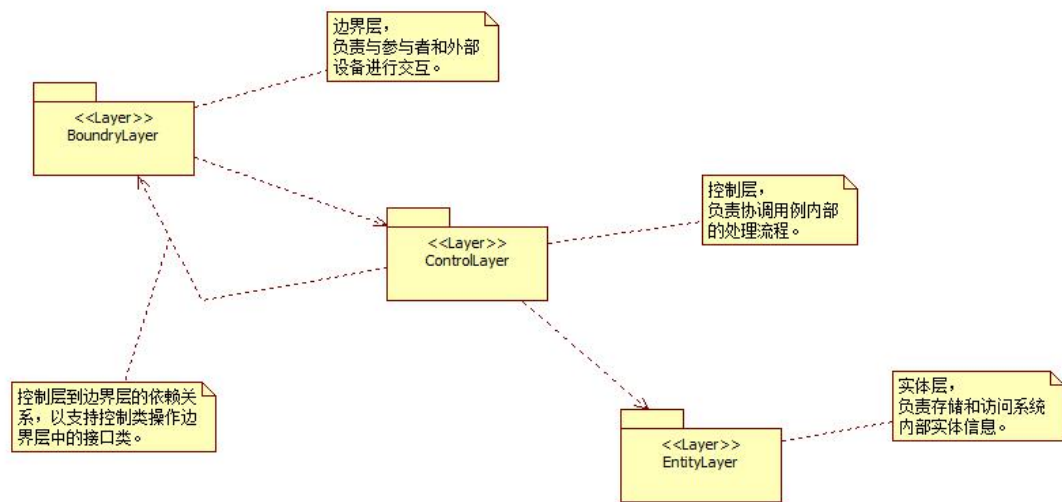 边界层，
负责与参与者和外部
设备进行交互。
<<Layer>>
BoundryLayer
控制层，
负责协调用例内部
的处理流程。
<<Layer>>
ControlLayer
控制层到边界层的依赖关
系，以支持控制类操作边
界层中的接口类。
实体层，
负责存储和访问系统
内部实体信息。
<<Layer>>
EntityLayer